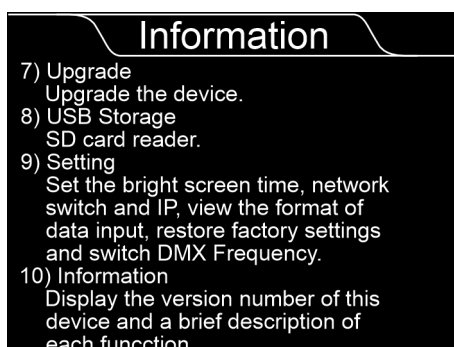 Information
7) Upgrade
Upgrade the device.
8) USB Storage
SD card reader.
9) Setting
Set the bright screen time, network
switch and IP, view the format of
data input, restore factory settings
and switch DMX Frequency.
10) Information
Display the version number of this
device and a brief description of
each funcction